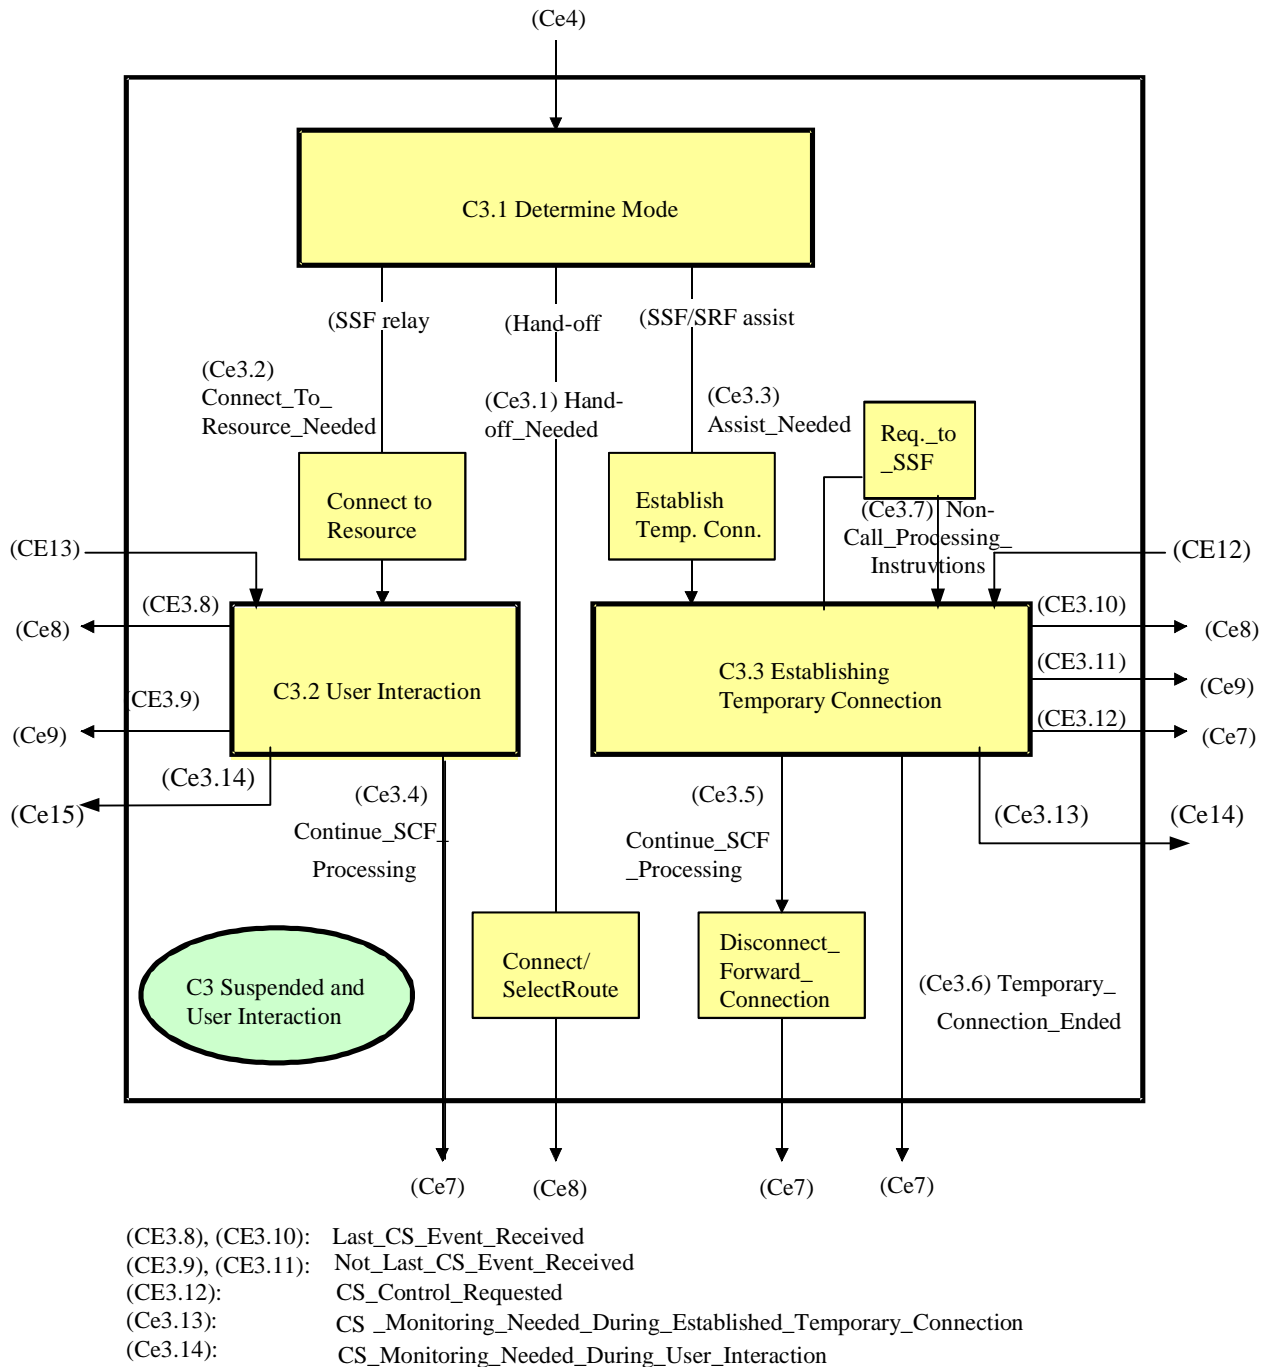 (Ce4)
C3.1 Determine Mode
(SSF relay
(Hand-off
(SSF/SRF assist
(Ce3.2)
Connect_To_
Resource_Needed
(Ce3.1) Hand-
off_Needed
(Ce3.3)
Assist_Needed
Req._to
_SSF
Connect to
Resource
Establish
Temp. Conn.
(Ce3.7) Non-
Call_Processing_
Instruvtions
(CE13)
(CE12)
(CE3.8)
(Ce8)
C3.2 User Interaction
(CE3.9)
(Ce9)
(Ce3.14)
(Ce15)
C3.3 Establishing
Temporary Connection
(CE3.10)
(Ce8)
(CE3.11)
(Ce9)
(CE3.12)
(Ce7)
(Ce3.13)
(Ce14)
(Ce3.4)
Continue_SCF_
Processing
(Ce3.5)
Continue_SCF
_Processing
C3 Suspended and
User Interaction
Connect/
SelectRoute
Disconnect_
Forward_
Connection
(Ce3.6) Temporary_
Connection_Ended
(Ce7)
(Ce8)
(Ce7)
(Ce7)
(CE3.8), (CE3.10): Last_CS_Event_Received
(CE3.9), (CE3.11): Not_Last_CS_Event_Received
(CE3.12): CS_Control_Requested
(Ce3.13): CS _Monitoring_Needed_During_Established_Temporary_Connection
(Ce3.14): CS_Monitoring_Needed_During_User_Interaction